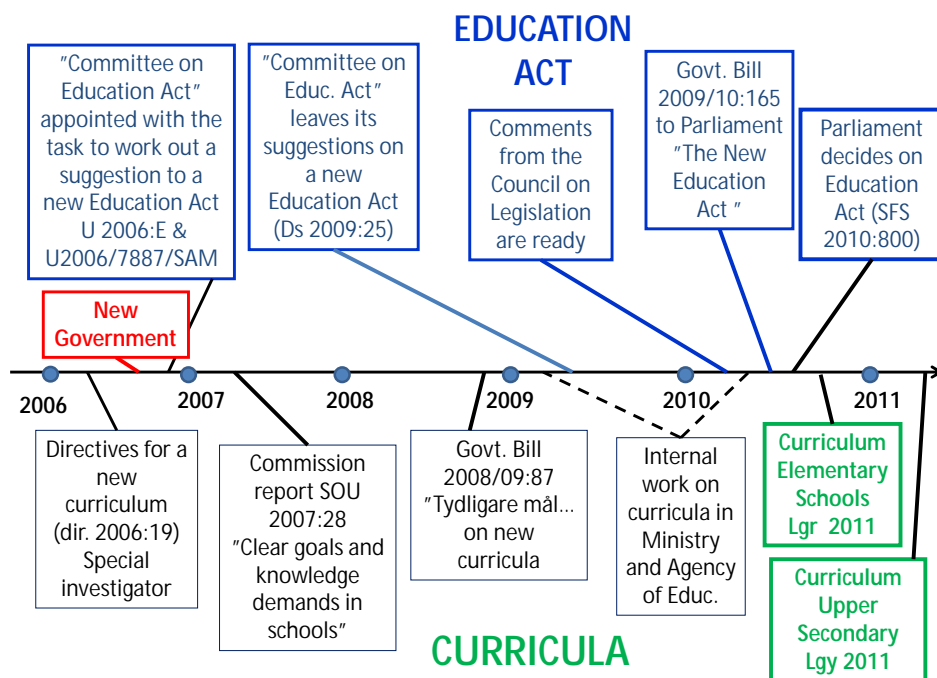 EDUCATION
ACT
"Committee on
Education Act"
appointed with the
task to work out a
suggestion to a
new Education Act
U 2006:E &
U2006/7887/SAM
"Committee on
Educ. Act"
leaves its
suggestions on
a new
Education Act
(Ds 2009:25)
Comments
from the
Council on
Legislation
are ready
Govt. Bill
2009/10:165
to Parliament
"The New
Education
Act "
Parliament
decides on
Education
Act (SFS
2010:800)
New
Government
2006
2007
2008
2009
2010
2011
Directives for a
new
curriculum
(dir. 2006:19)
Special
investigator
Commission
report SOU
2007:28
"Clear goals and
knowledge
demands in
schools"
Govt. Bill
2008/09:87
"Tydligare mål...
on new
curricula
Internal
work on
curricula in
Ministry
and Agency
of Educ.
Curriculum
Elementary
Schools
Lgr 2011
Curriculum
Upper
Secondary
Lgy 2011
CURRICULA